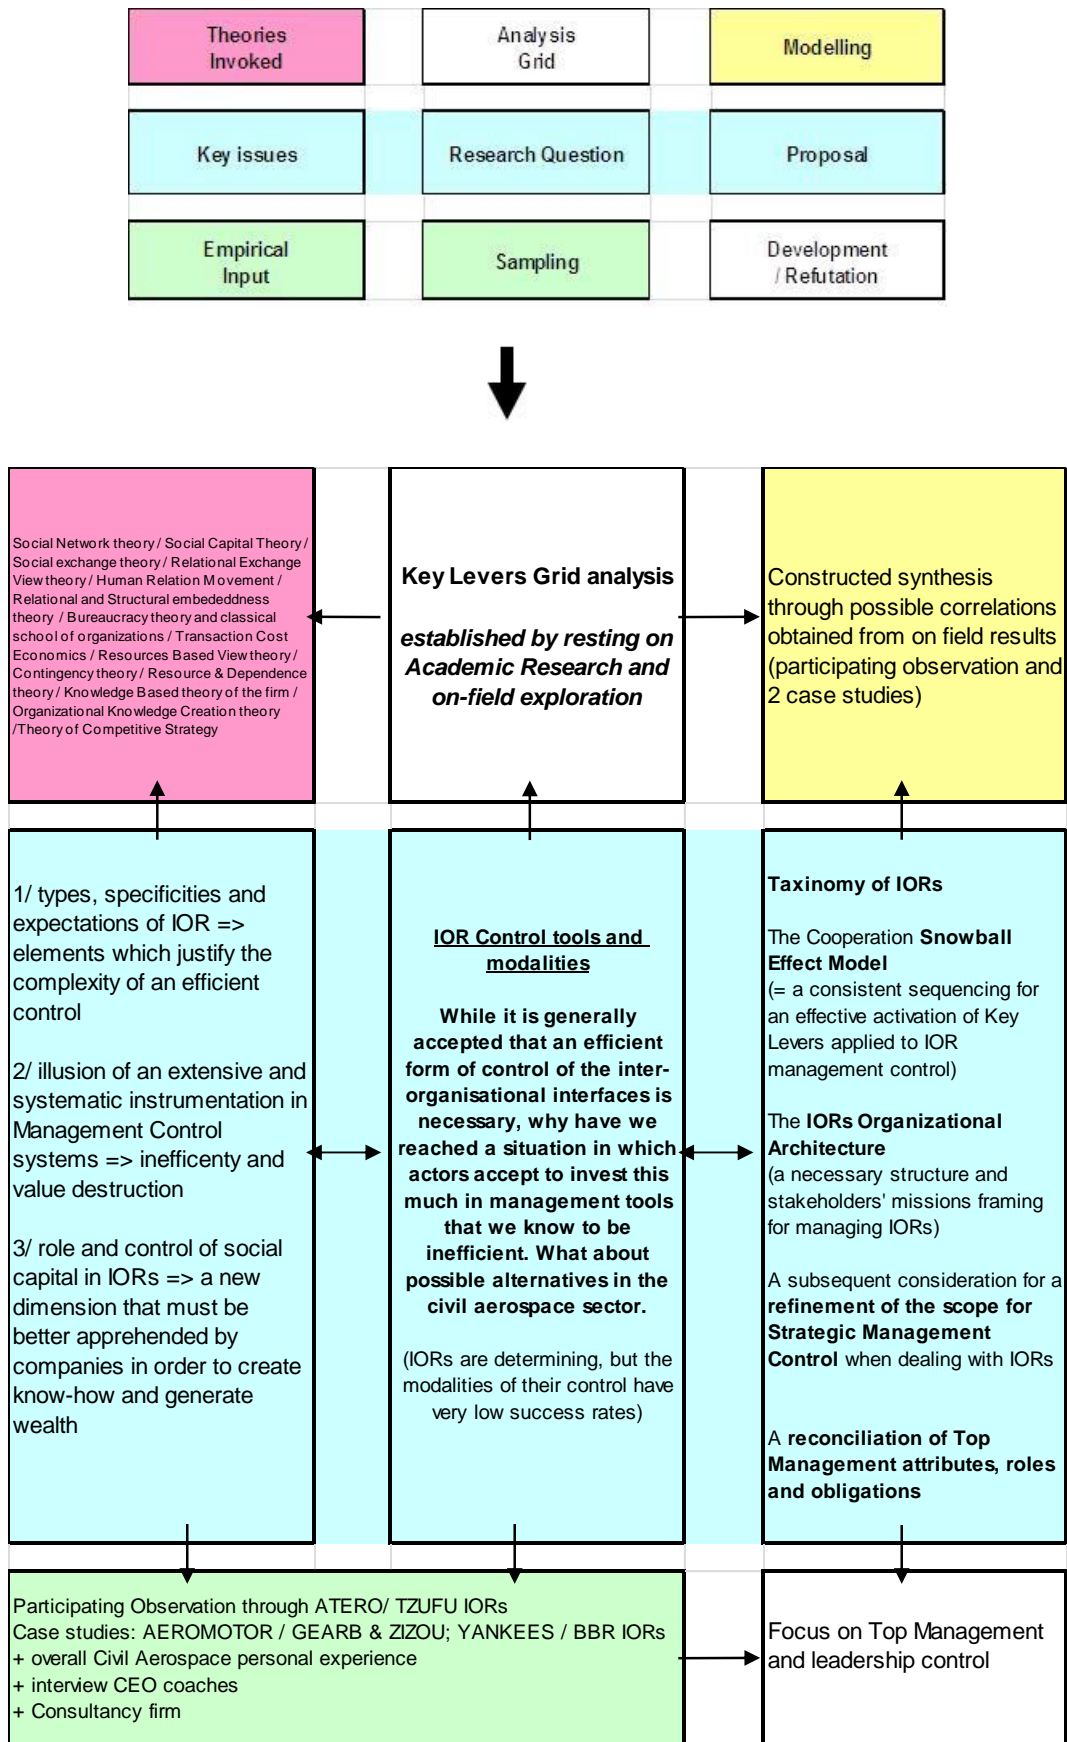 Theories
Invoked
Analysis
Grid
Modelling
Key issues
Research Question
Proposal
Empirical
Input
Sampling
Development
/ Refutation
Social Network theory / Social Capital Theory /
Social exchange theory / Relational Exchange
View theory / Human Relation Movement /
Relational and Structural embededdness
theory / Bureaucracy theory and classical
school of organizations / Transaction Cost
Economics / Resources Based View theory /
Contingency theory / Resource & Dependence
theory / Knowledge Based theory of the firm /
Organizational Knowledge Creation theory
/Theory of Competitive Strategy
Key Levers Grid analysis
established by resting on
Academic Research and
on-field exploration
Constructed synthesis
through possible correlations
obtained from on field results
(participating observation and
2 case studies)
1/ types, specificities and
expectations of IOR =>
elements which justify the
complexity of an efficient
control
2/ illusion of an extensive and
systematic instrumentation in
Management Control
systems => inefficenty and
value destruction
3/ role and control of social
capital in IORs => a new
dimension that must be
better apprehended by
companies in order to create
know-how and generate
wealth
IOR Control tools and
modalities
While it is generally
accepted that an efficient
form of control of the inter-
organisational interfaces is
necessary, why have we
reached a situation in which
actors accept to invest this
much in management tools
that we know to be
inefficient. What about
possible alternatives in the
civil aerospace sector.
(IORs are determining, but the
modalities of their control have
very low success rates)
Taxinomy of IORs
The Cooperation Snowball
Effect Model
(= a consistent sequencing for
an effective activation of Key
Levers applied to IOR
management control)
The IORs Organizational
Architecture
(a necessary structure and
stakeholders' missions framing
for managing IORs)
A subsequent consideration for a
refinement of the scope for
Strategic Management
Control when dealing with IORs
A reconciliation of Top
Management attributes, roles
and obligations
Participating Observation through ATERO/ TZUFU IORs
Case studies: AEROMOTOR / GEARB & ZIZOU; YANKEES / BBR IORs
+ overall Civil Aerospace personal experience
+ interview CEO coaches
+ Consultancy firm
Focus on Top Management
and leadership control